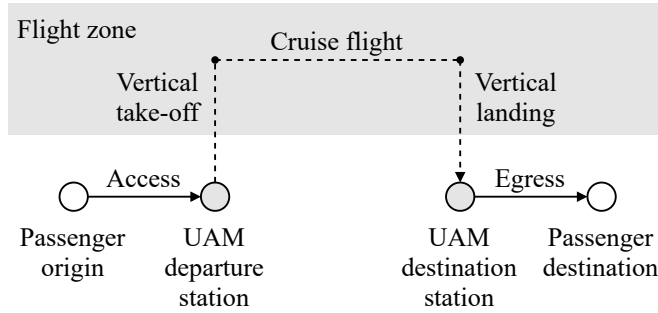 Flight zone
Cruise flight
Vertical
take-off
Vertical
landing
Access
Egress
Passenger
origin
UAM
departure
station
UAM
destination
station
Passenger
destination